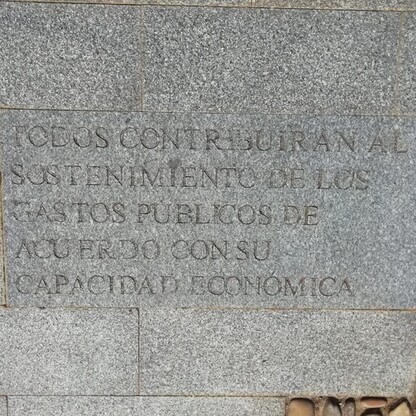 TODOS CONTRIBUIRAN AL
SOSTENIMIENTO DE LOS
GASTOS PUBLICOS DE
ACUERDO CON SU
CAPACIDAD ECONÓMICA